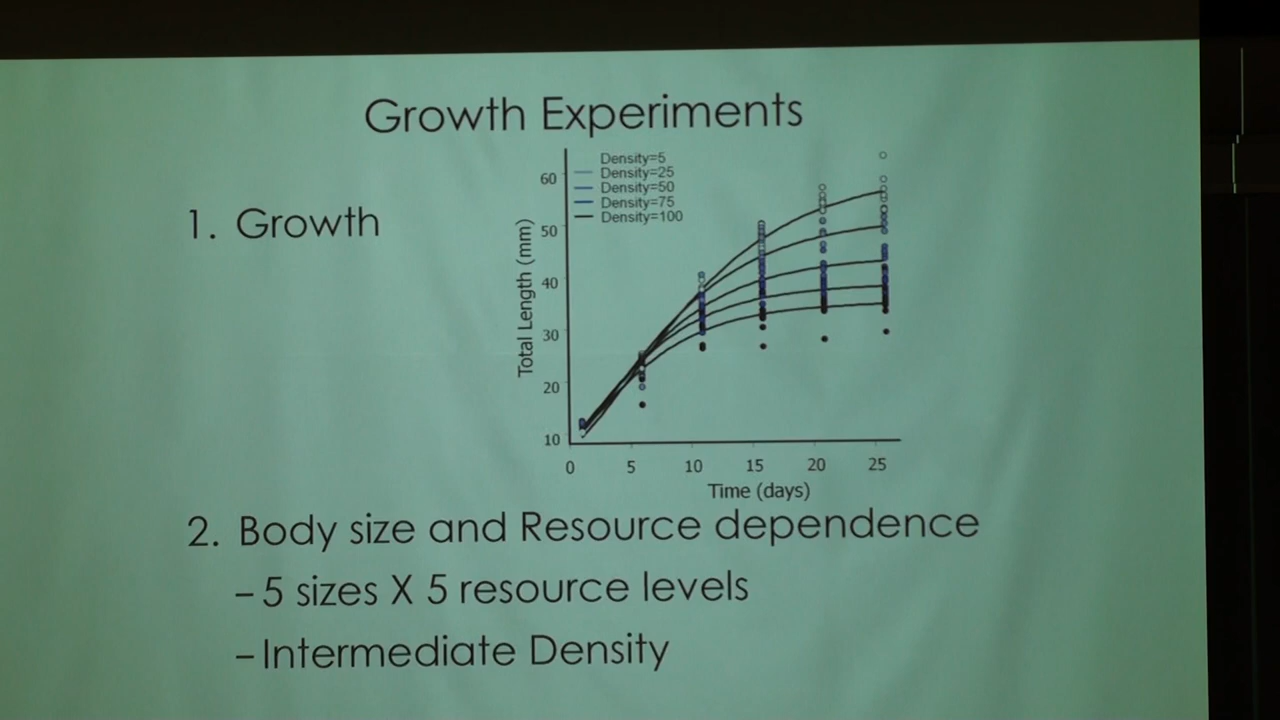 Growth Experiments
1. Growth
Density=5
Density=25
Density=50
Density=75
Density=100
Total Length (mm)
60
50
40
30
20
10
0 5 10 15 20 25
Time (days)
2. Body size and Resource dependence
– 5 sizes X 5 resource levels
– Intermediate Density